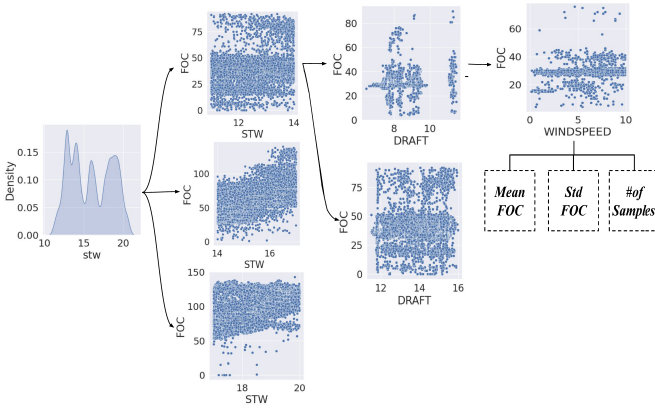 Density
0.15
0.10
0.05
0.00
10
15
20
stw
FOC
75
50
25
0
12
14
STW
FOC
100
50
0
14
16
STW
FOC
150
100
50
0
18
20
STW
FOC
80
60
40
20
0
8
10
DRAFT
FOC
75
50
25
0
12
14
16
DRAFT
FOC
60
40
20
0
5
10
WINDSPEED
Mean
FOC
Std
FOC
#of
Samples